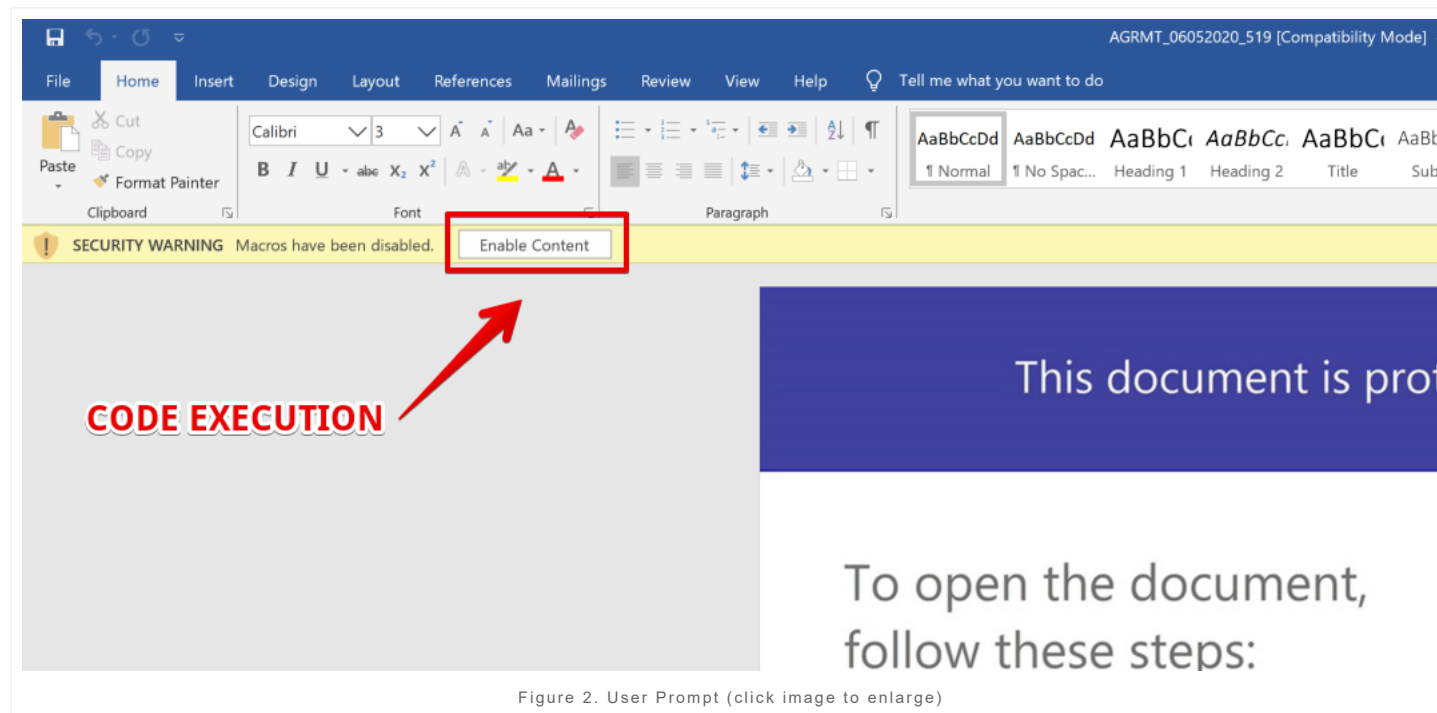 AGRMT_06052020_519 [Compatibility Mode]
File Home Insert Design Layout References Mailings Review View Help Tell me what you want to do
Paste
Cut
Copy
Format Painter
Clipboard
Calibri 3 A A Aa A
B I U abc X₂ X² A ab A
Font
A Z ¶
Paragraph
AaBbCcDd AaBbCcDd AaBbC AaBbCc AaBbC AaBb
¶ Normal ¶ No Spac... Heading 1 Heading 2 Title Sub
SECURITY WARNING Macros have been disabled. Enable Content
CODE EXECUTION
This document is prot
To open the document,
follow these steps:
Figure 2. User Prompt (click image to enlarge)